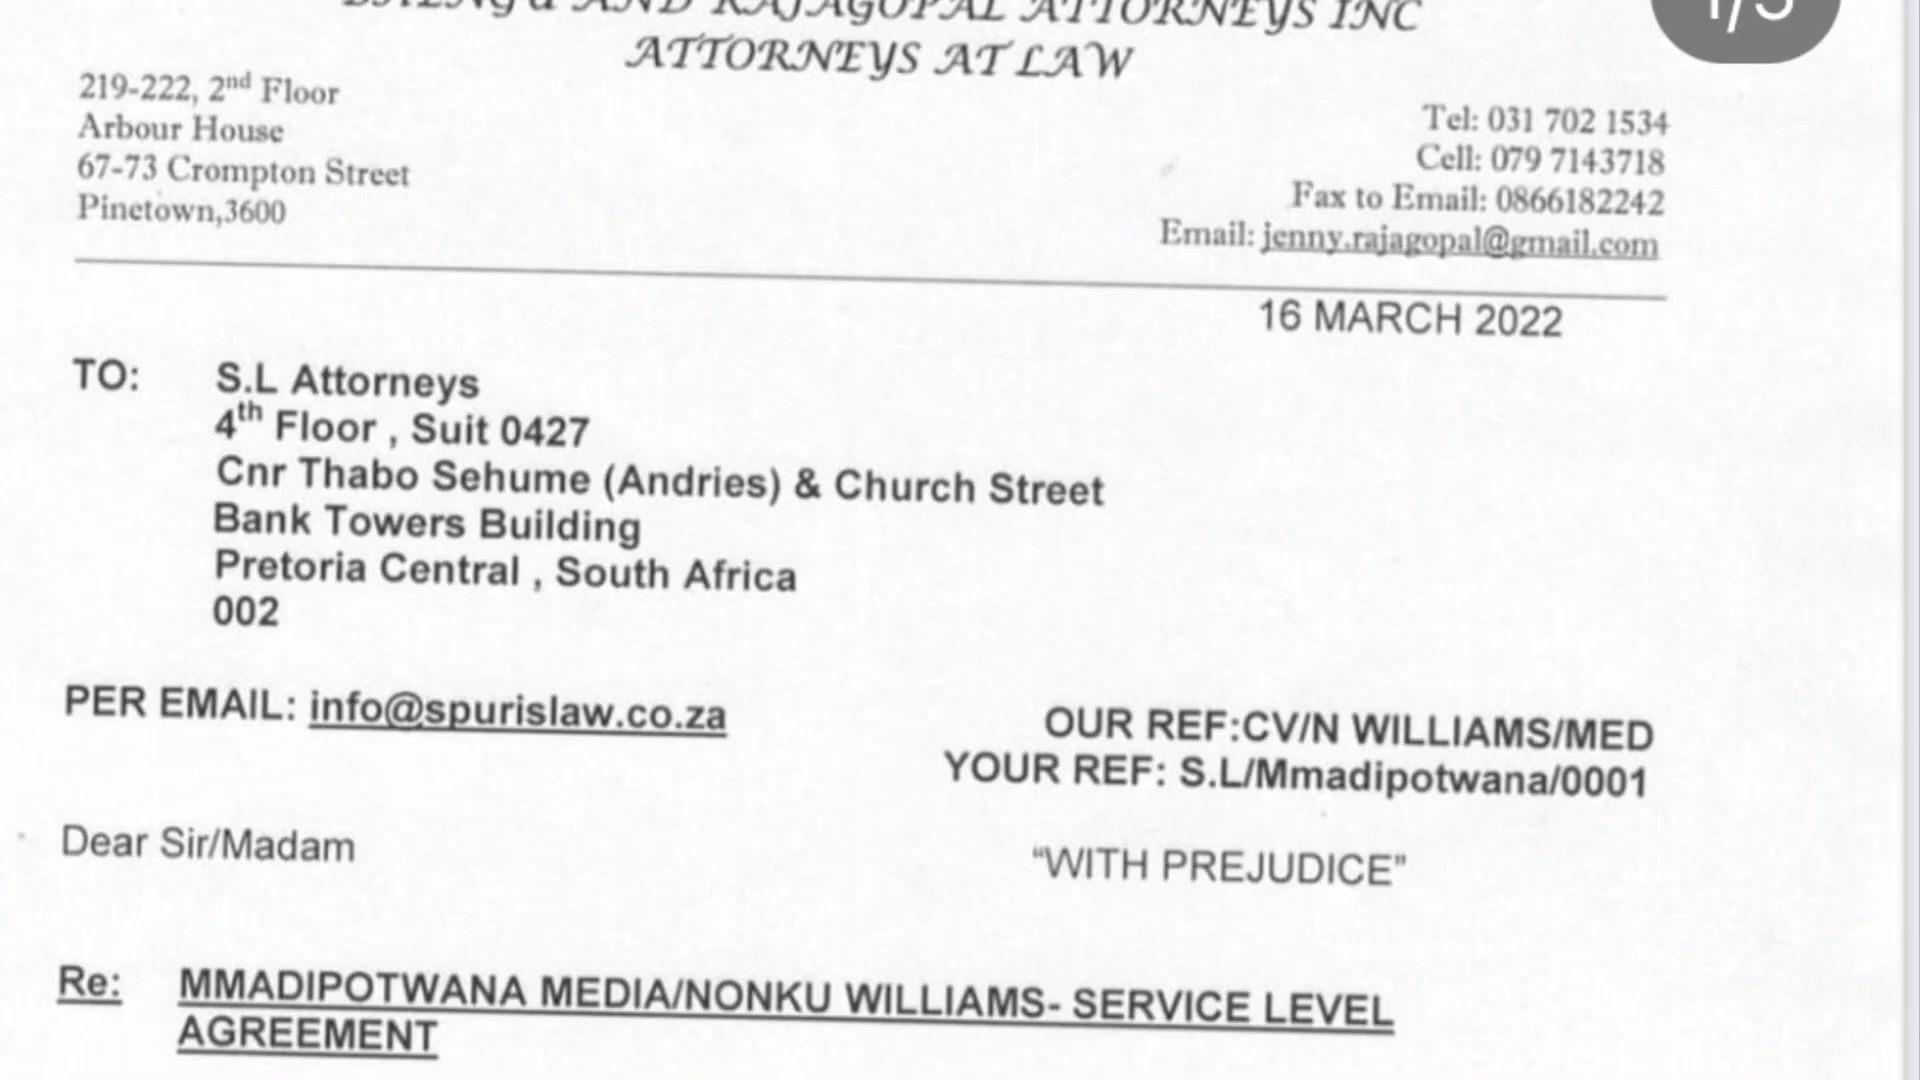 AND RAJAGOPAL ATTORNEYS INC
ATTORNEYS AT LAW
219-222, 2nd Floor
Arbour House
67-73 Crompton Street
Pinetown,3600
Tel: 031 702 1534
Cell: 079 7143718
Fax to Email: 0866182242
Email: jenny.rajagopal@gmail.com
16 MARCH 2022
TO: S.L Attorneys
4th Floor , Suit 0427
Cnr Thabo Sehume (Andries) & Church Street
Bank Towers Building
Pretoria Central , South Africa
002
PER EMAIL: info@spurislaw.co.za
OUR REF:CV/N WILLIAMS/MED
YOUR REF: S.L/Mmadipotwana/0001
Dear Sir/Madam
“WITH PREJUDICE”
Re: MMADIPOTWANA MEDIA/NONKU WILLIAMS- SERVICE LEVEL
AGREEMENT